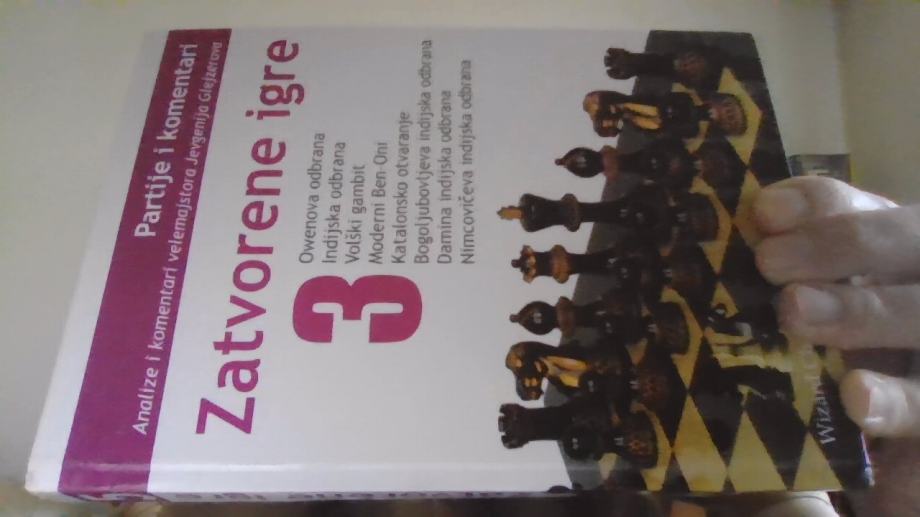 Partije i komentari
Analize i komentari velemajstora Jevgenija Glejzerova
Zatvorene igre
3
Owenova odbrana
Indijska odbrana
Volški gambit
Moderni Ben-Oni
Katalonsko otvaranje
Bogoljubovljeva indijska odbrana
Damina indijska odbrana
Nimcovičeva indijska odbrana
Wizard